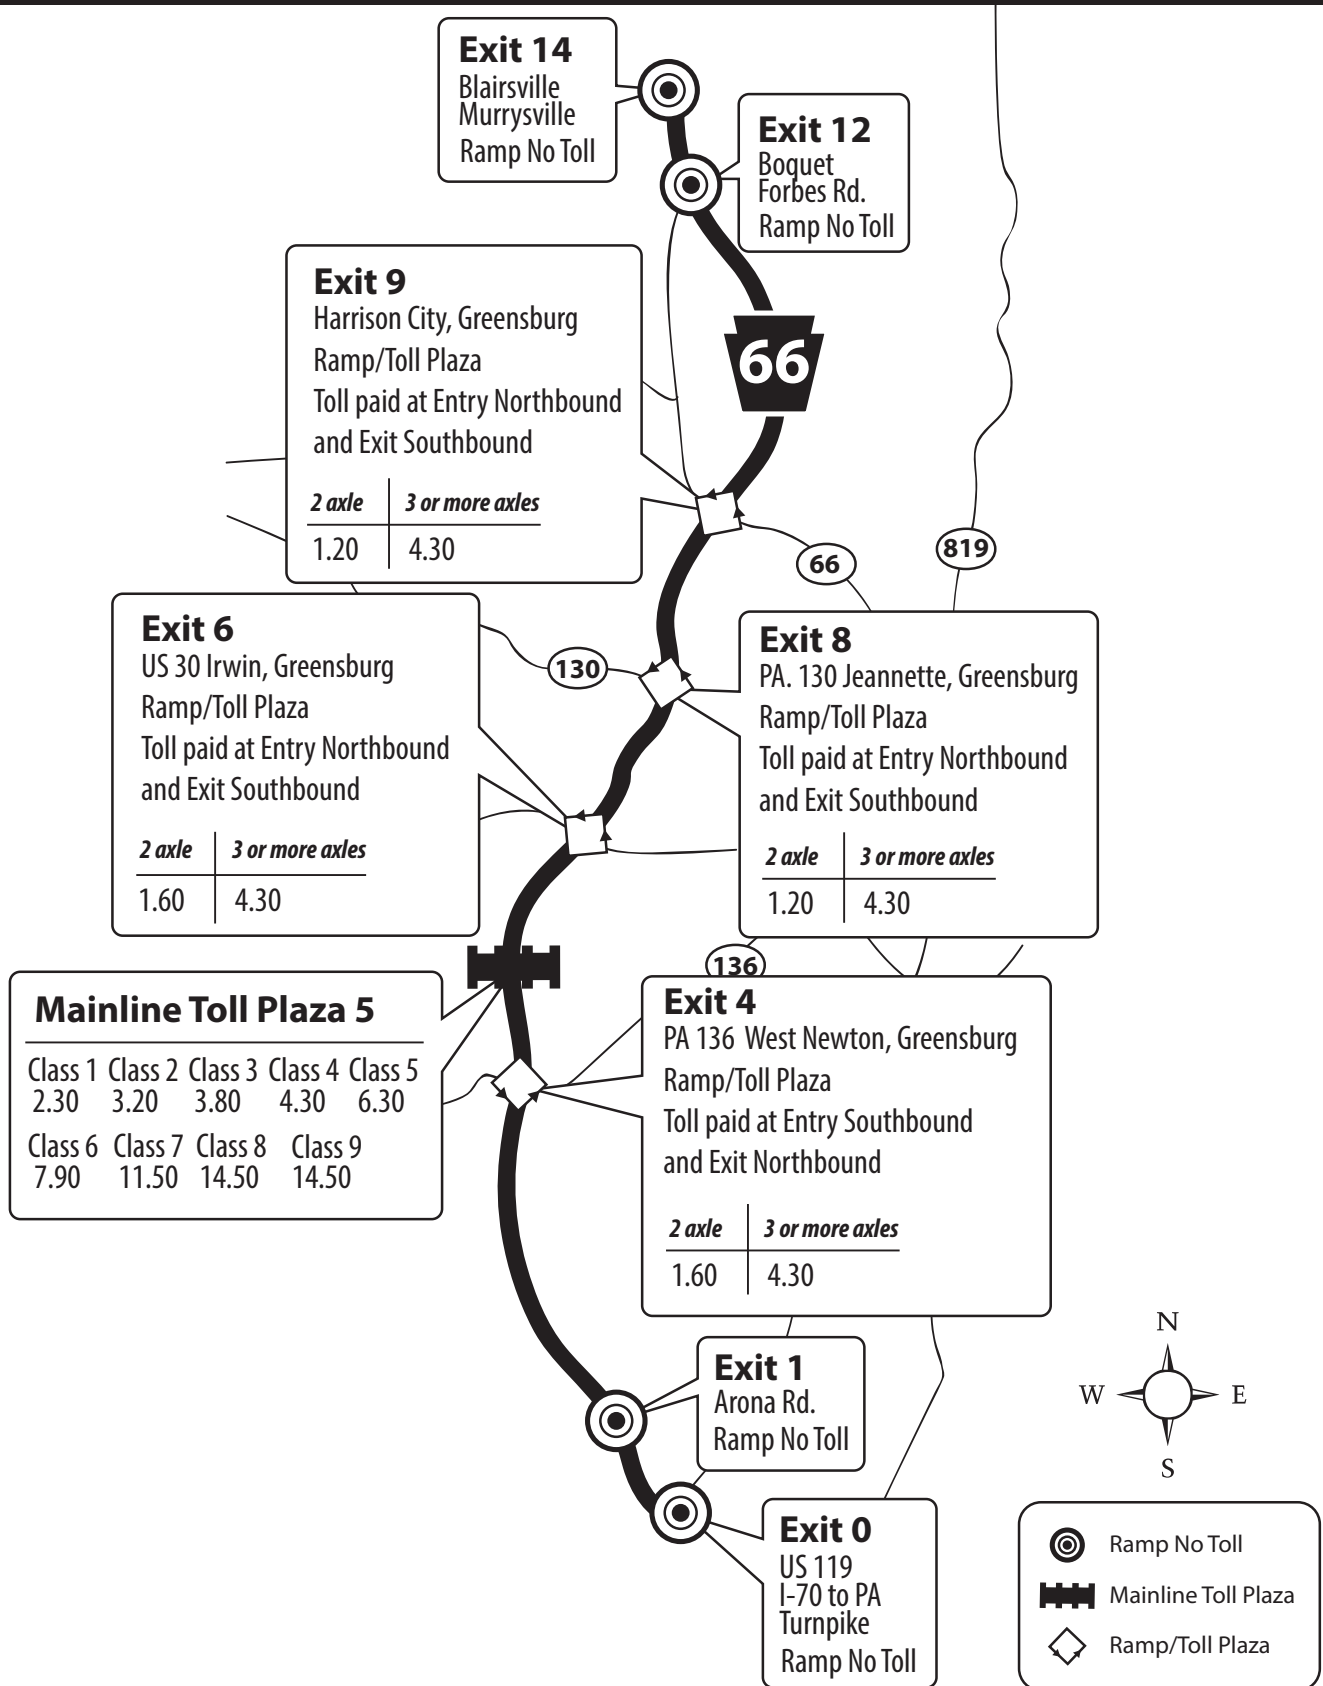 Exit 14
Blairsville
Murrysville
Ramp No Toll
Exit 12
Boquet
Forbes Rd.
Ramp No Toll
Exit 9
Harrison City, Greensburg
Ramp/Toll Plaza
Toll paid at Entry Northbound
and Exit Southbound
2 axle 3 or more axles
1.20 4.30
66
66
819
Exit 6
US 30 Irwin, Greensburg
Ramp/Toll Plaza
Toll paid at Entry Northbound
and Exit Southbound
2 axle 3 or more axles
1.60 4.30
130
Exit 8
PA. 130 Jeannette, Greensburg
Ramp/Toll Plaza
Toll paid at Entry Northbound
and Exit Southbound
2 axle 3 or more axles
1.20 4.30
136
Mainline Toll Plaza 5
Class 1 Class 2 Class 3 Class 4 Class 5
2.30 3.20 3.80 4.30 6.30
Class 6 Class 7 Class 8 Class 9
7.90 11.50 14.50 14.50
Exit 4
PA 136 West Newton, Greensburg
Ramp/Toll Plaza
Toll paid at Entry Southbound
and Exit Northbound
2 axle 3 or more axles
1.60 4.30
Exit 1
Arona Rd.
Ramp No Toll
Exit 0
US 119
I-70 to PA
Turnpike
Ramp No Toll
N
W E
S
Ramp No Toll
Mainline Toll Plaza
Ramp/Toll Plaza